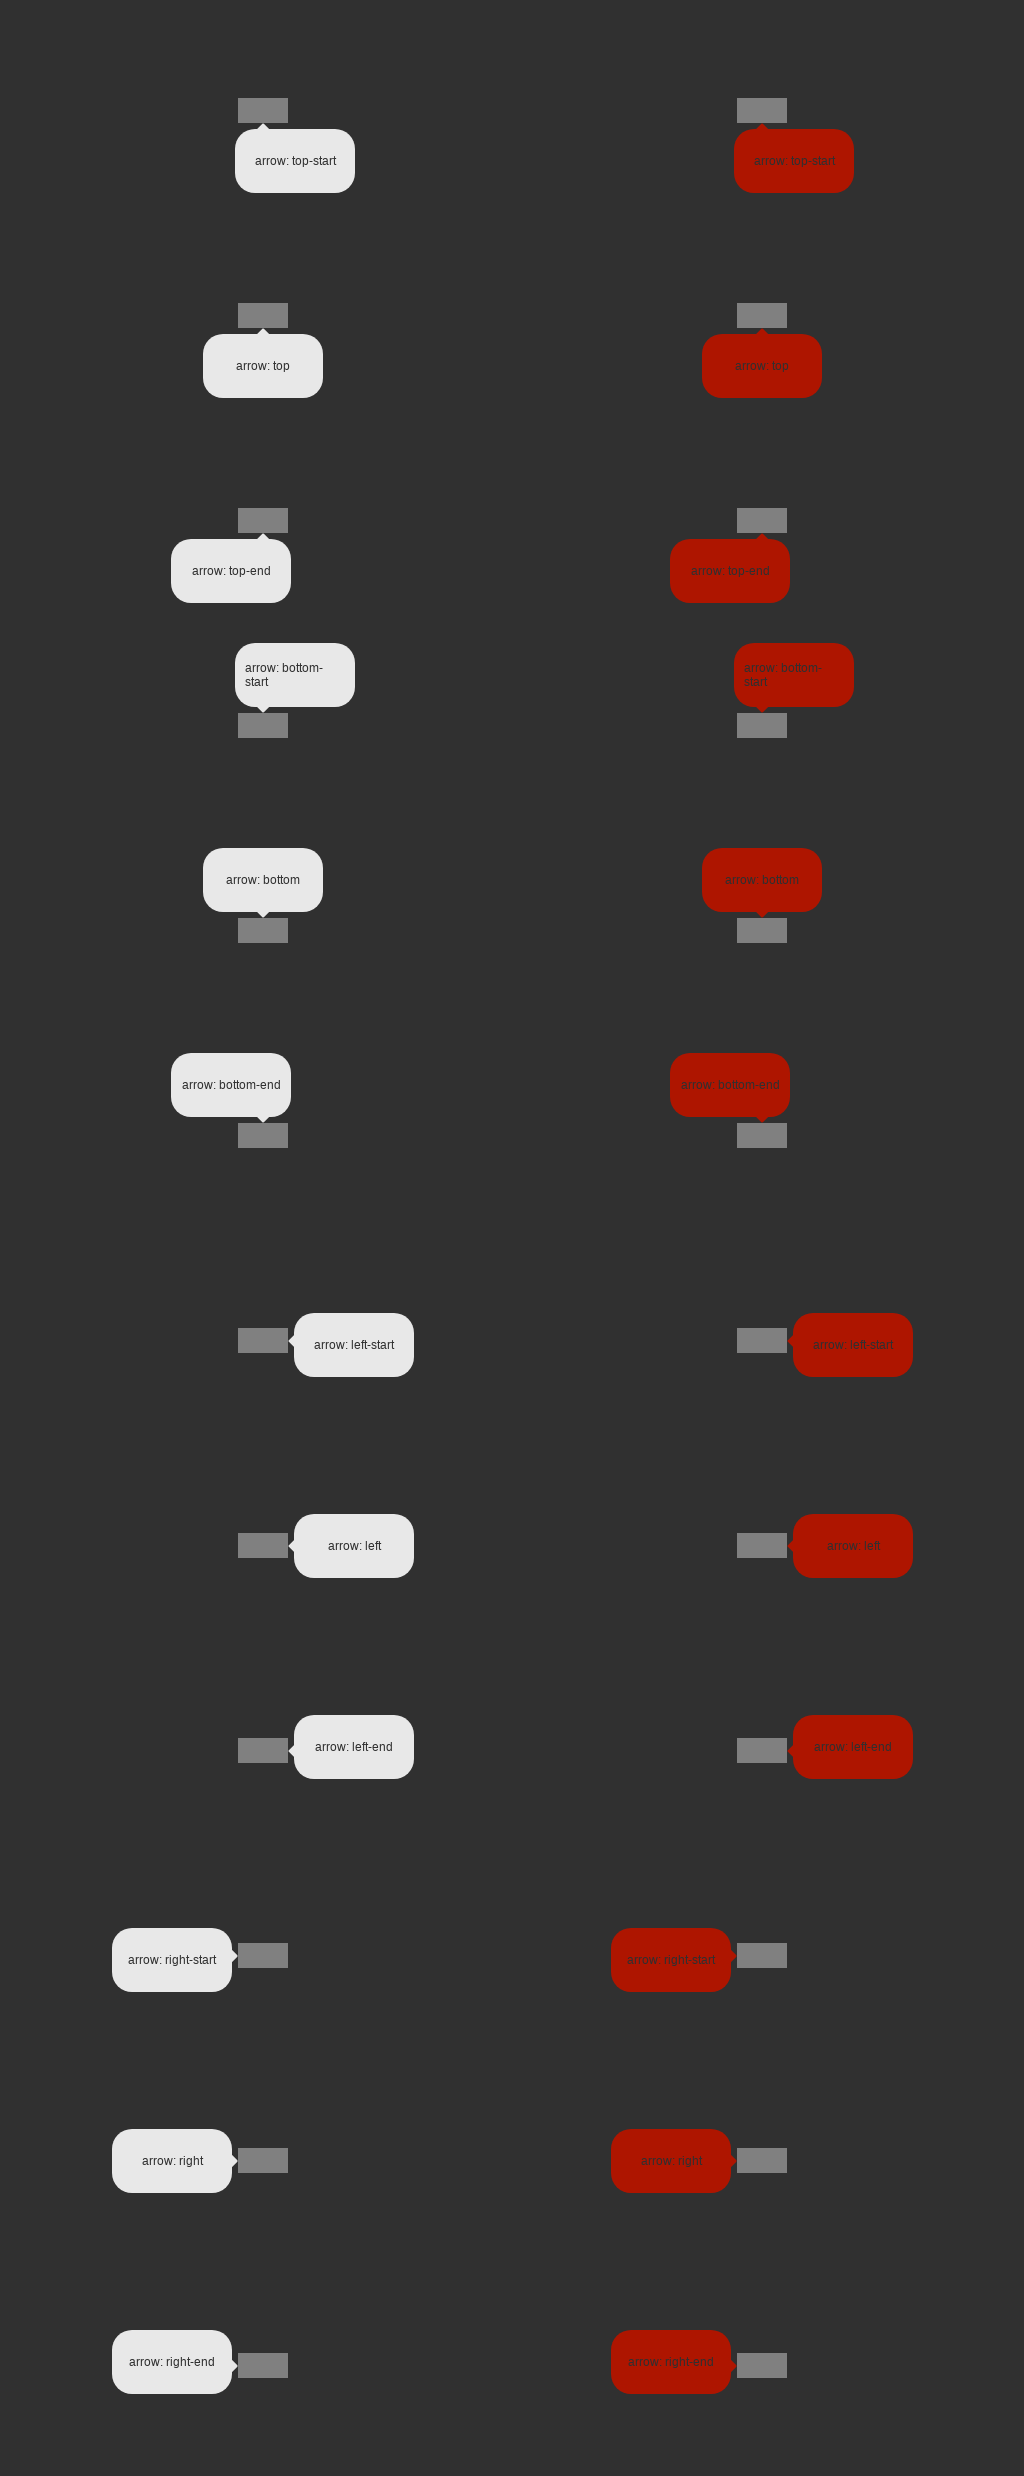 arrow: top-start
arrow: top-start
arrow: top
arrow: top
arrow: top-end
arrow: top-end
arrow: bottom-
start
arrow: bottom-
start
arrow: bottom
arrow: bottom
arrow: bottom-end
arrow: bottom-end
arrow: left-start
arrow: left-start
arrow: left
arrow: left
arrow: left-end
arrow: left-end
arrow: right-start
arrow: right-start
arrow: right
arrow: right
arrow: right-end
arrow: right-end